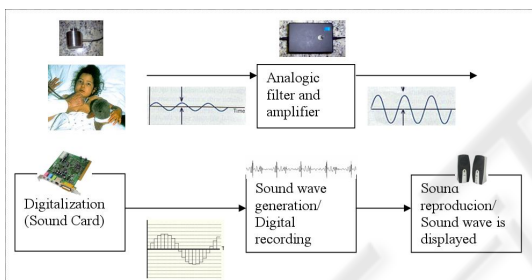 Analogic
filter and
amplifier
Time
Digitalization
(Sound Card)
Sound wave
generation/
Digital
recording
Sound
reproducion/
Sound wave is
displayed
T